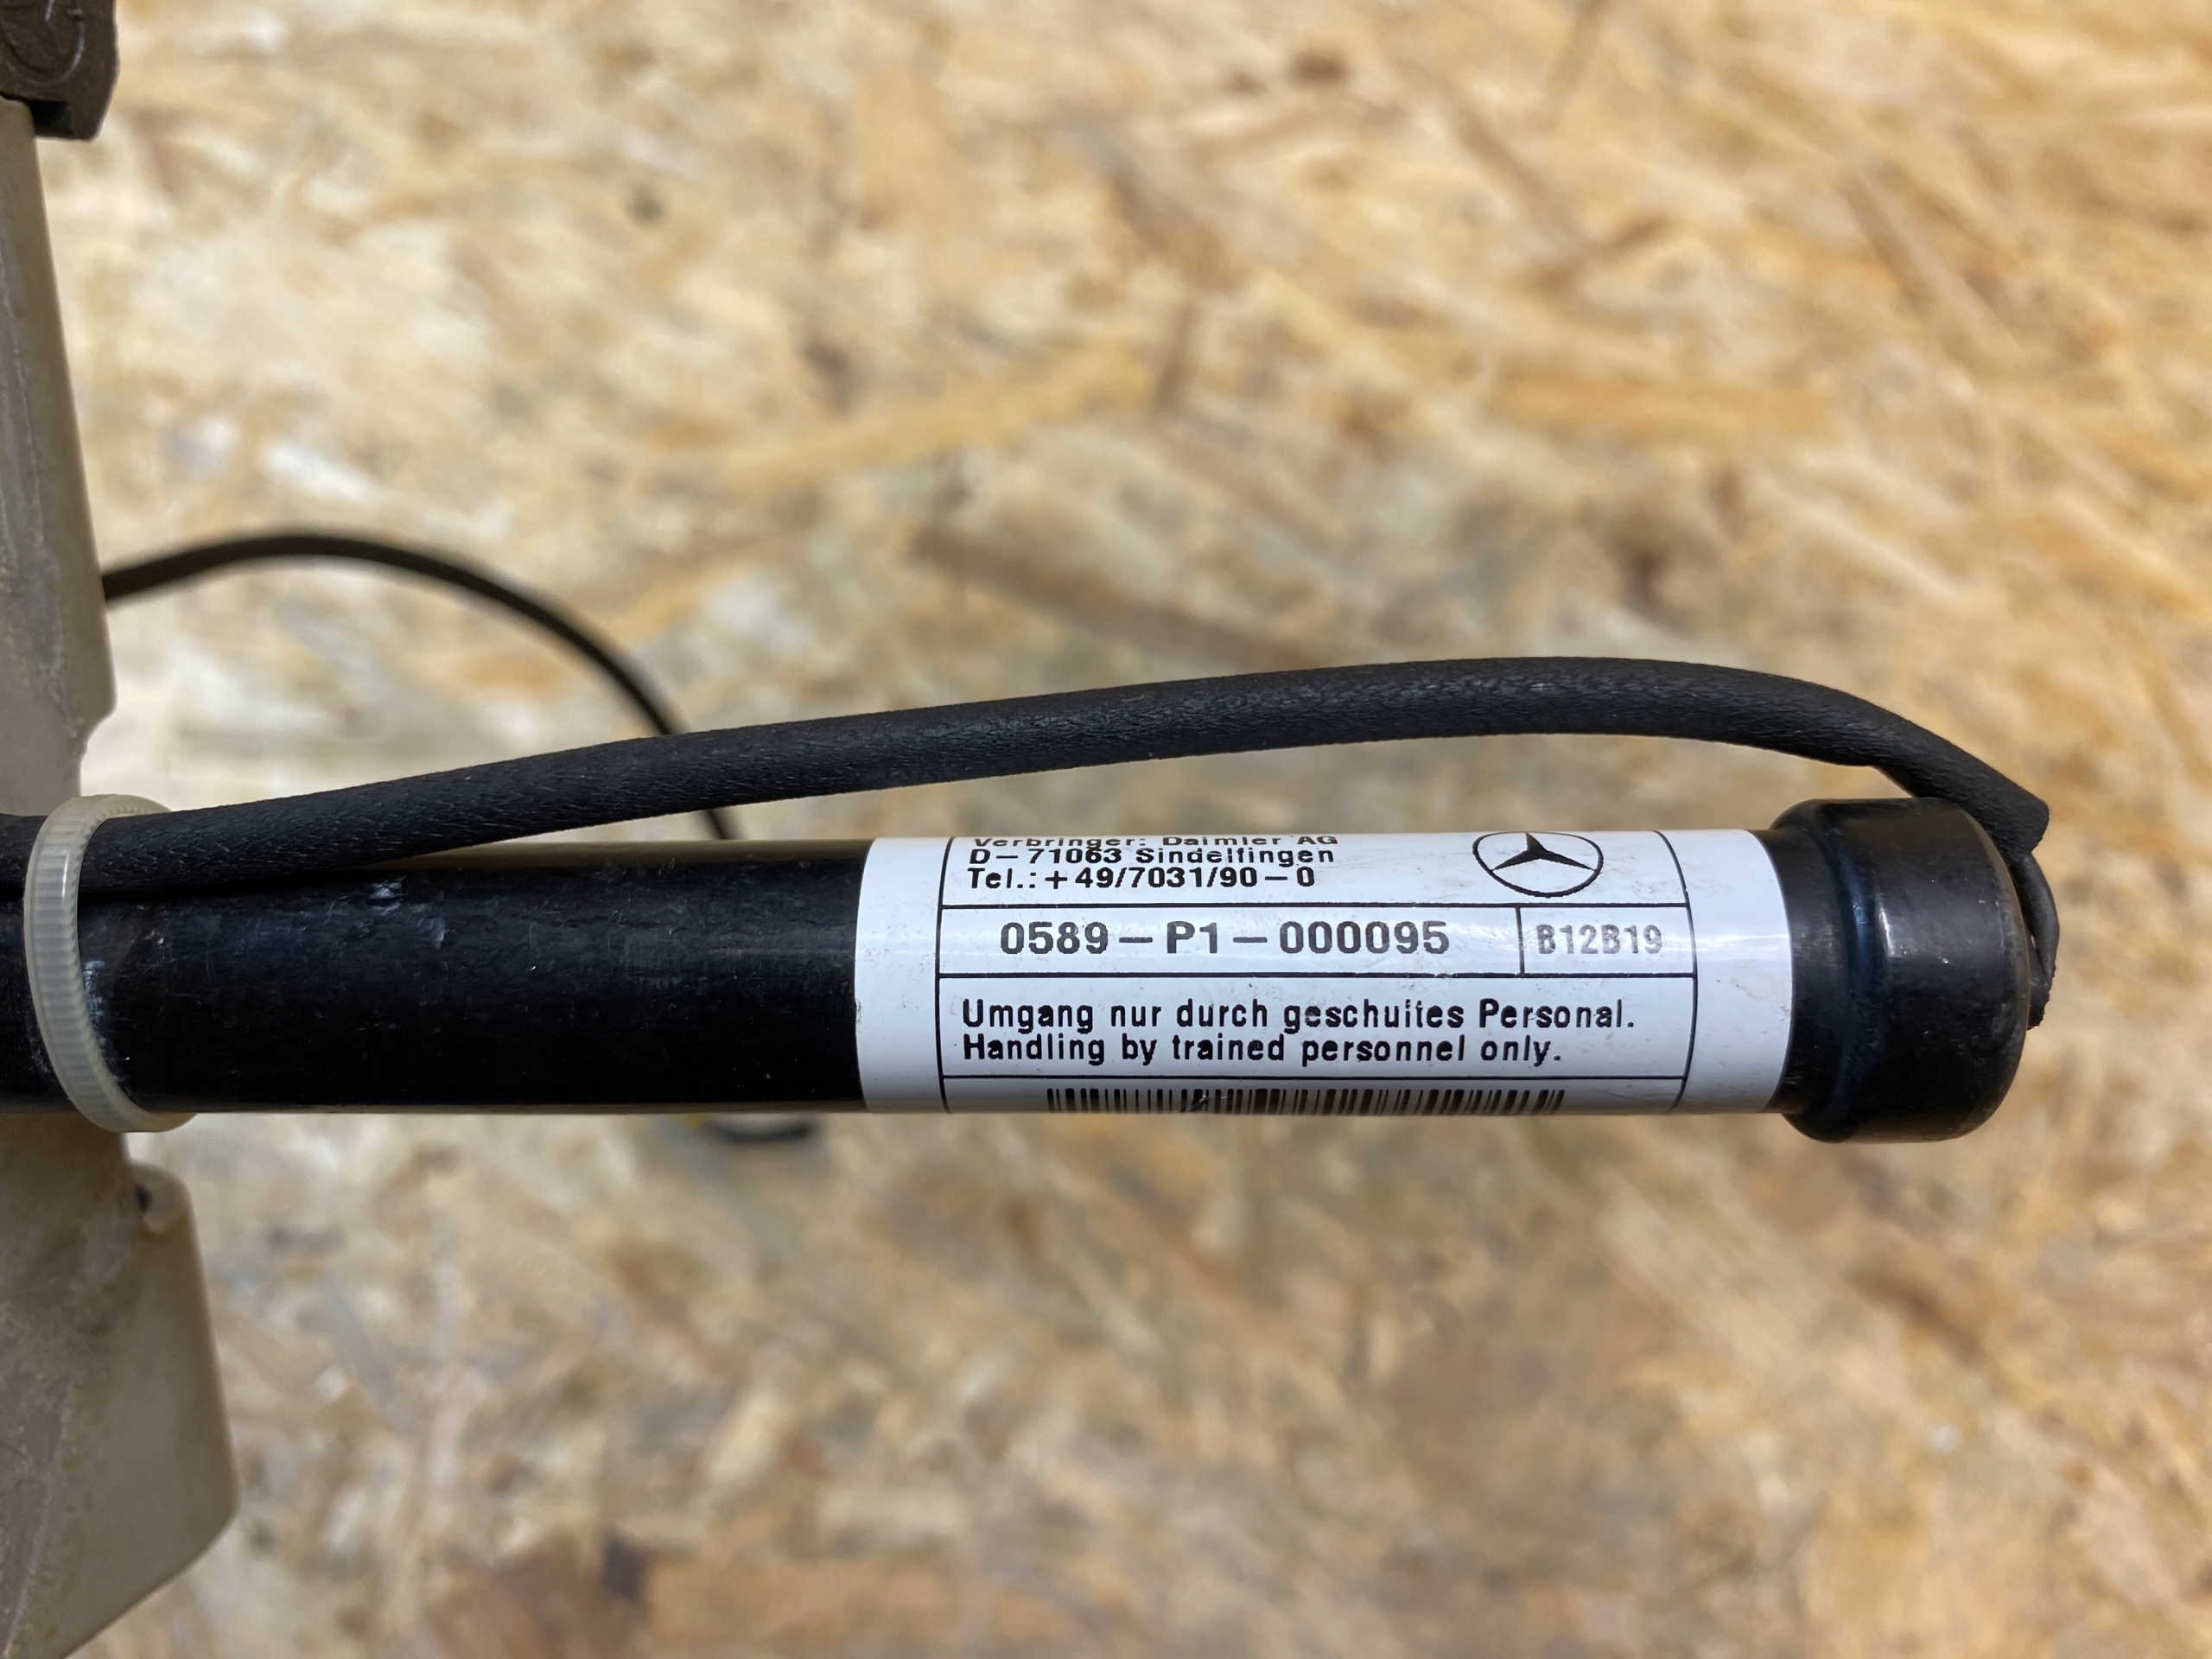 Verbringer: Daimler AG
D-71063 Sindelfingen
Tel.:+49/7031/90-0
0589-P1-000095
B12B19
Umgang nur durch geschultes Personal.
Handling by trained personnel only.